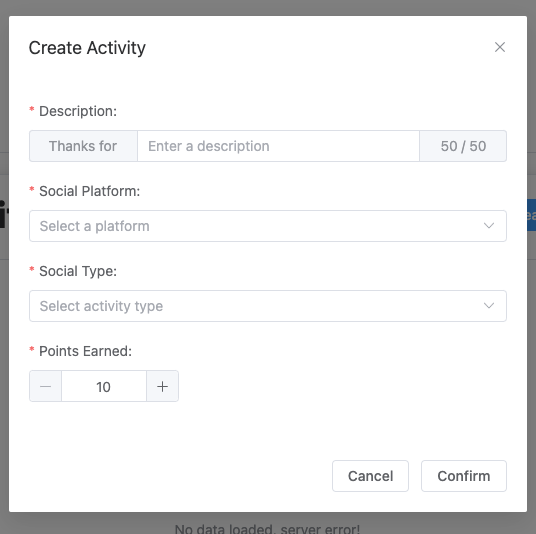 Create Activity
* Description:
Thanks for Enter a description 50 / 50
* Social Platform:
Select a platform
* Social Type:
Select activity type
* Points Earned:
10
Cancel Confirm
No data loaded, server error!